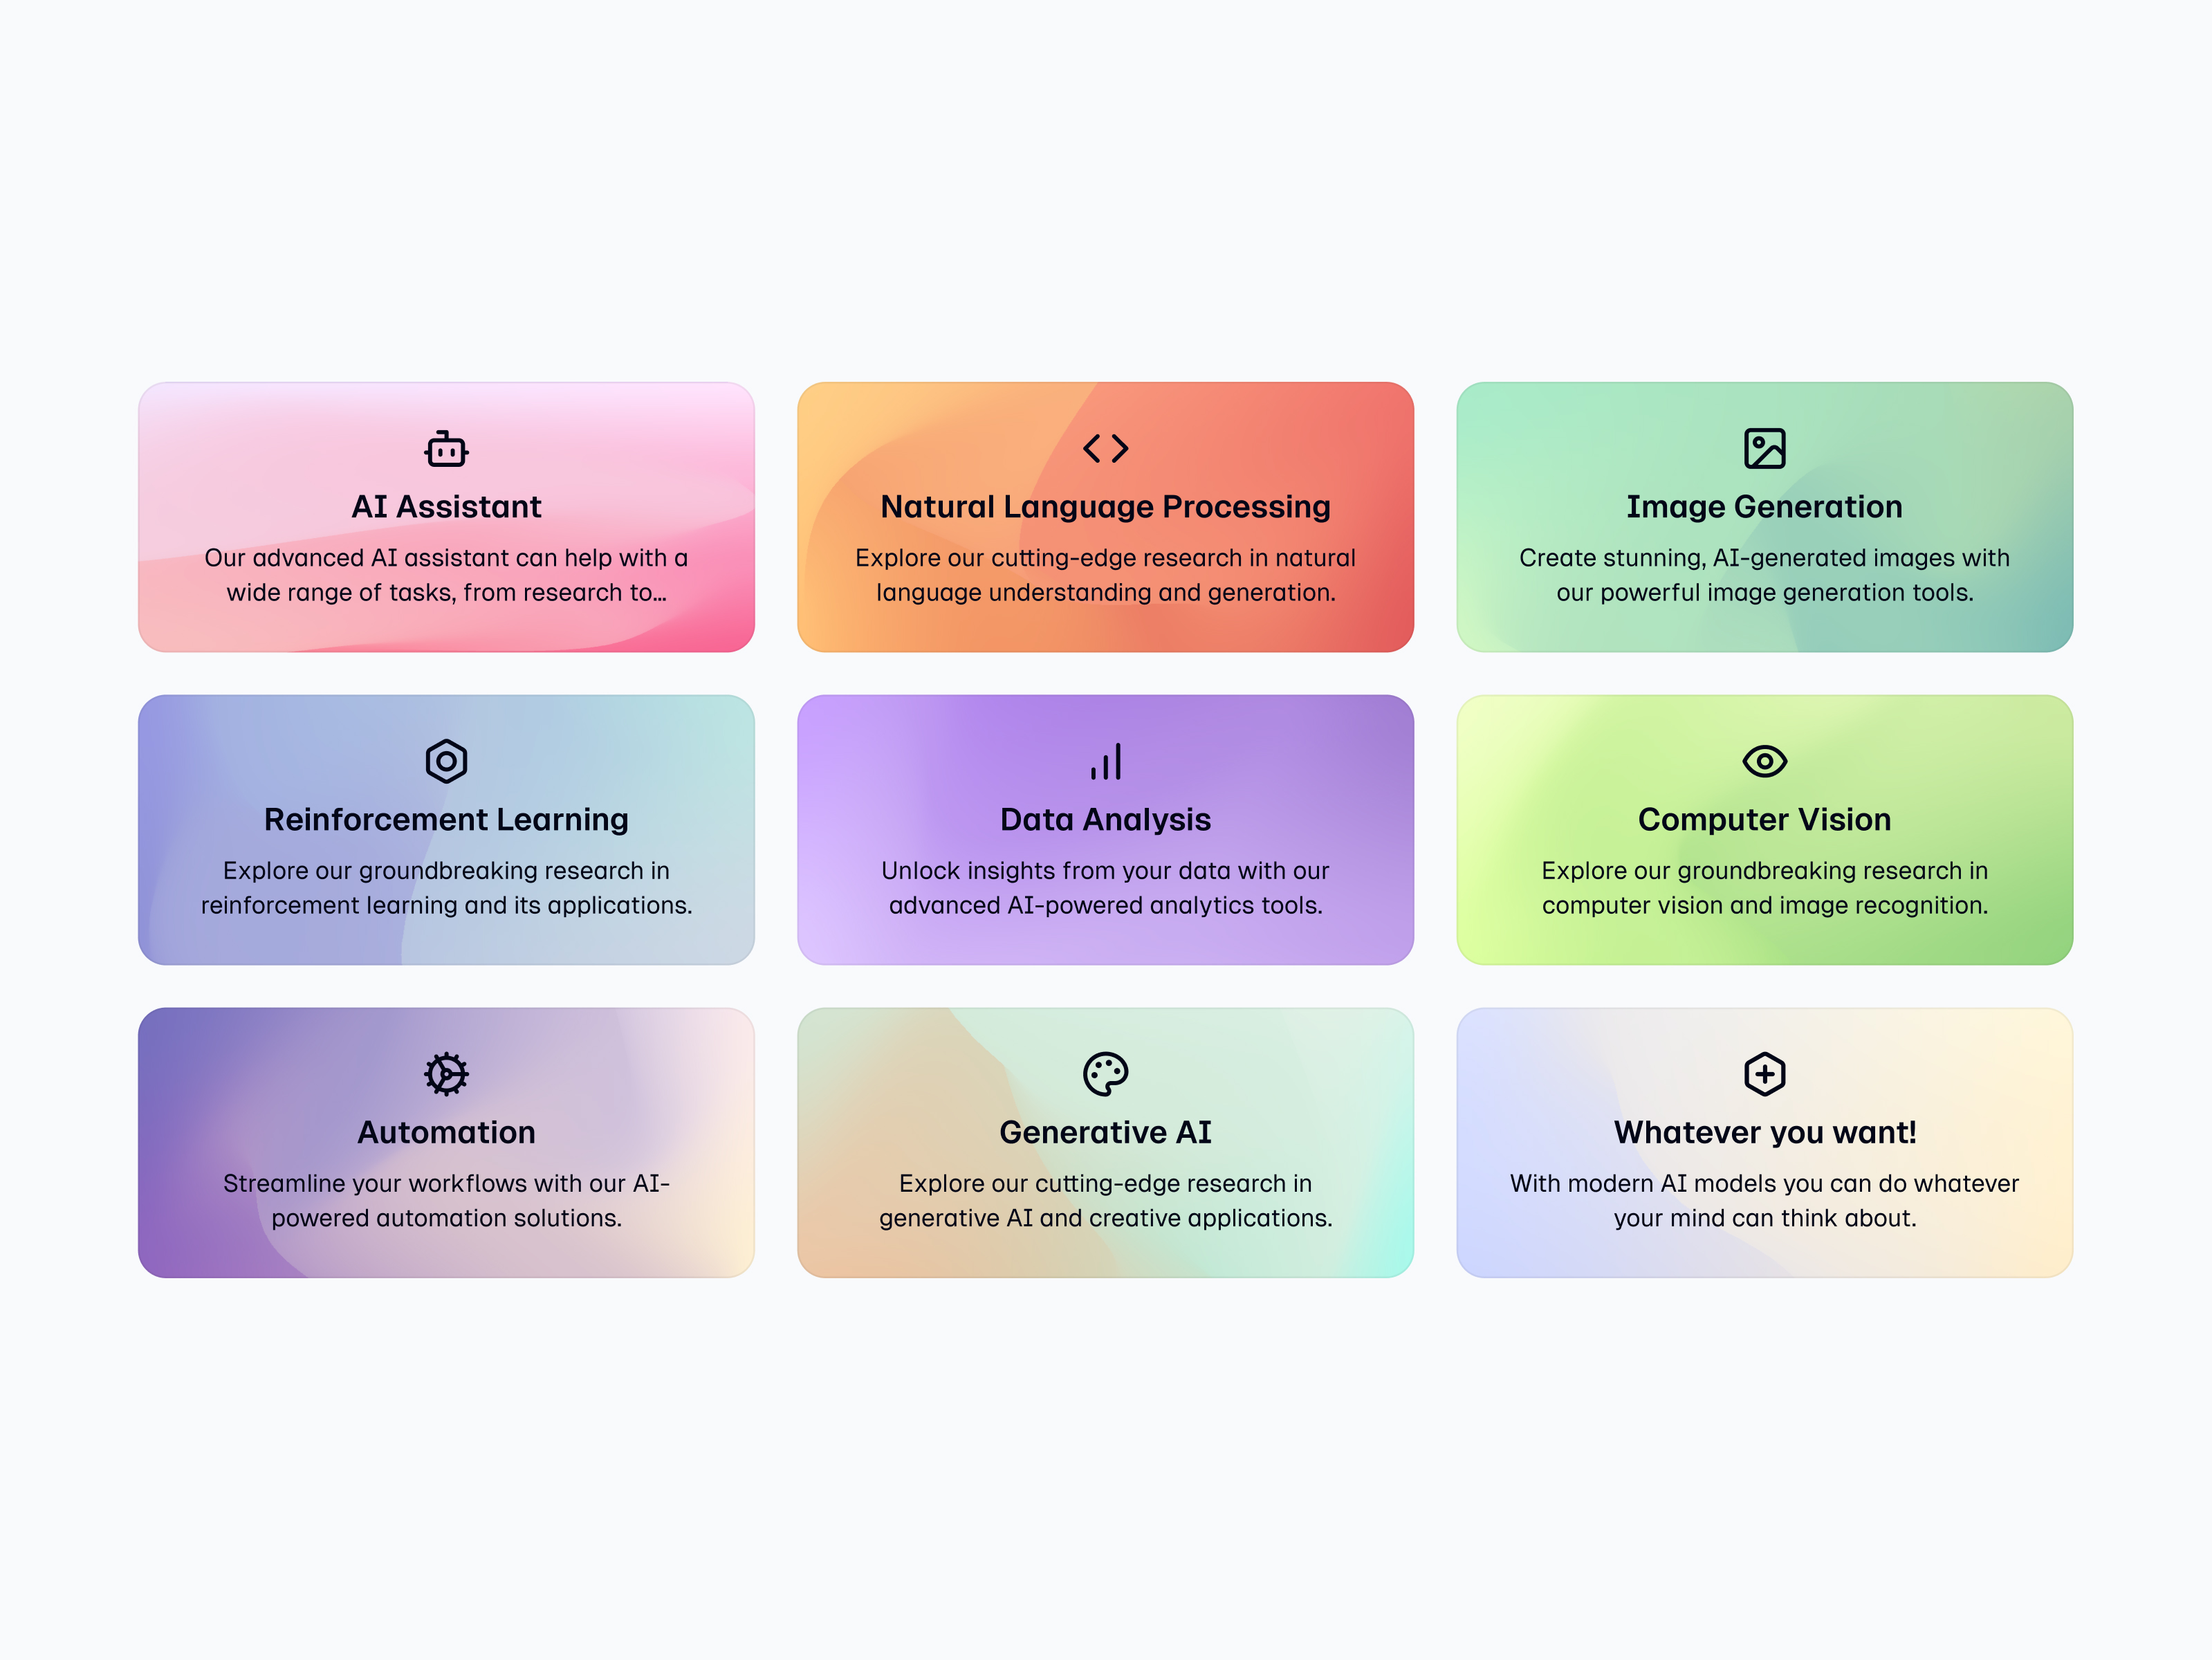 AI Assistant
Our advanced AI assistant can help with a
wide range of tasks, from research to...
Natural Language Processing
Explore our cutting-edge research in natural
language understanding and generation.
Image Generation
Create stunning, AI-generated images with
our powerful image generation tools.
Reinforcement Learning
Explore our groundbreaking research in
reinforcement learning and its applications.
Data Analysis
Unlock insights from your data with our
advanced AI-powered analytics tools.
Computer Vision
Explore our groundbreaking research in
computer vision and image recognition.
Automation
Streamline your workflows with our AI-
powered automation solutions.
Generative AI
Explore our cutting-edge research in
generative AI and creative applications.
Whatever you want!
With modern AI models you can do whatever
your mind can think about.